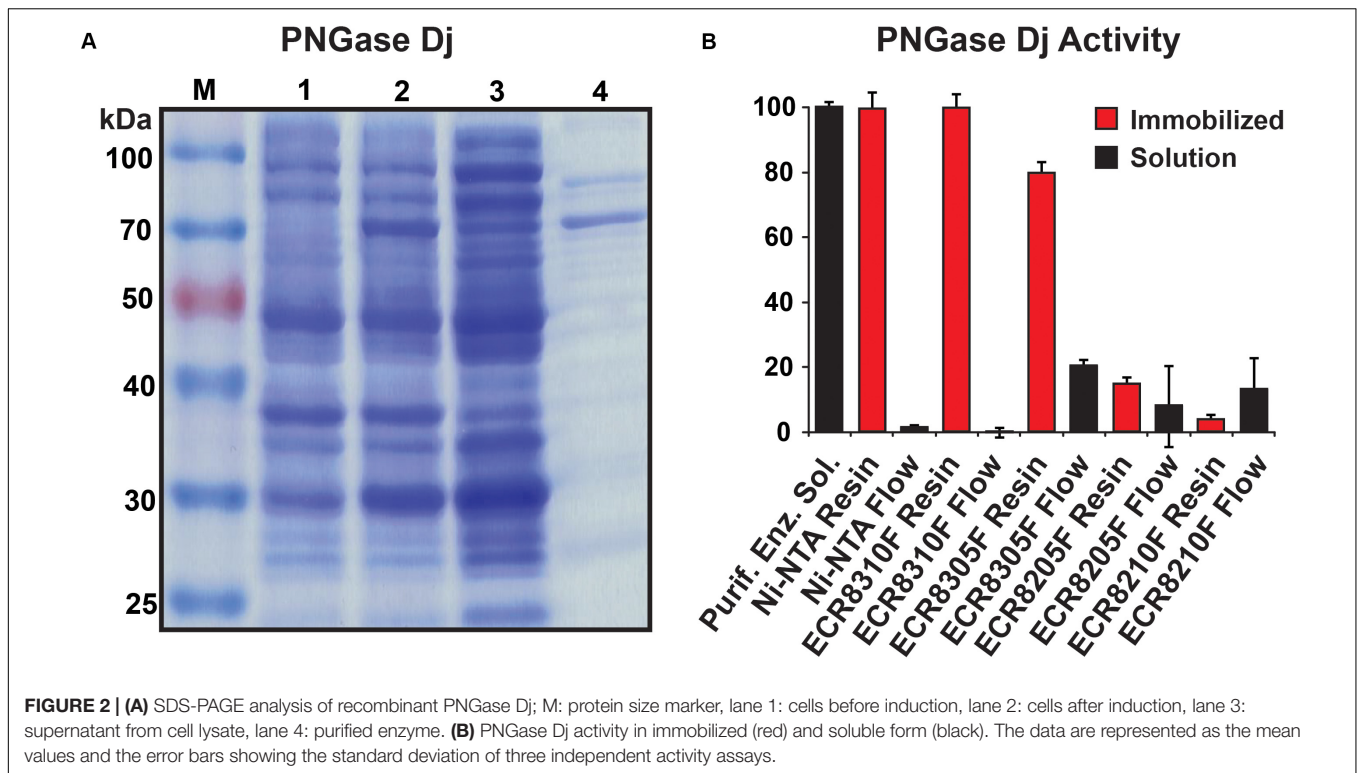 A
PNGase Dj
M 1 2 3 4
kDa
100
70
50
40
30
25
B
PNGase Dj Activity
100
80
60
40
20
0
Immobilized
Solution
Purif. Enz. Sol.
Ni-NTA Resin
Ni-NTA Flow
ECR8310F Resin
ECR8310F Flow
ECR8305F Resin
ECR8305F Flow
ECR8205F Resin
ECR8205F Flow
ECR8210F Resin
ECR8210F Flow
FIGURE 2 | (A) SDS-PAGE analysis of recombinant PNGase Dj; M: protein size marker, lane 1: cells before induction, lane 2: cells after induction, lane 3:
supernatant from cell lysate, lane 4: purified enzyme. (B) PNGase Dj activity in immobilized (red) and soluble form (black). The data are represented as the mean
values and the error bars showing the standard deviation of three independent activity assays.